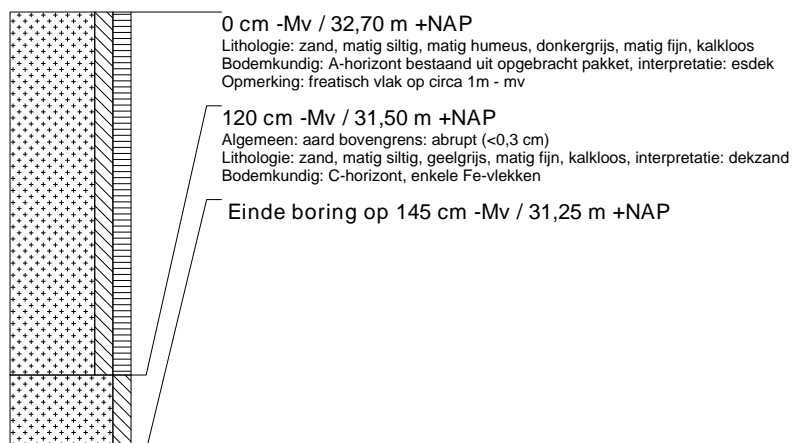 0 cm -Mv / 32,70 m +NAP
Lithologie: zand, matig siltig, matig humeus, donkergrijs, matig fijn, kalkloos
Bodemkundig: A-horizont bestaand uit opgebracht pakket, interpretatie: esdek
Opmerking: freatisch vlak op circa 1m - mv
120 cm -Mv / 31,50 m +NAP
Algemeen: aard bovengrens: abrupt (<0,3 cm)
Lithologie: zand, matig siltig, geelgrijs, matig fijn, kalkloos, interpretatie: dekzand
Bodemkundig: C-horizont, enkele Fe-vlekken
Einde boring op 145 cm -Mv / 31,25 m +NAP